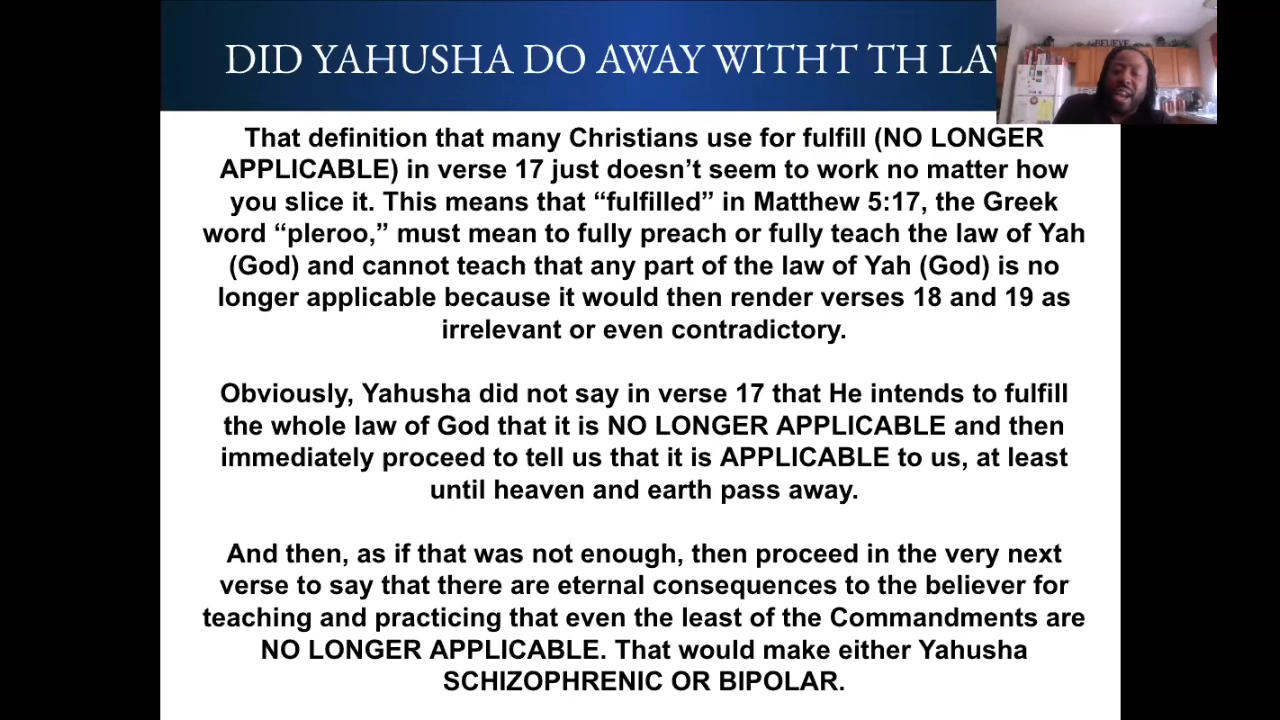 DID YAHUSHA DO AWAY WITHT TH LAW
BELIEVE
That definition that many Christians use for fulfill (NO LONGER
APPLICABLE) in verse 17 just doesn’t seem to work no matter how
you slice it. This means that “fulfilled” in Matthew 5:17, the Greek
word “pleroo,” must mean to fully preach or fully teach the law of Yah
(God) and cannot teach that any part of the law of Yah (God) is no
longer applicable because it would then render verses 18 and 19 as
irrelevant or even contradictory.
Obviously, Yahusha did not say in verse 17 that He intends to fulfill
the whole law of God that it is NO LONGER APPLICABLE and then
immediately proceed to tell us that it is APPLICABLE to us, at least
until heaven and earth pass away.
And then, as if that was not enough, then proceed in the very next
verse to say that there are eternal consequences to the believer for
teaching and practicing that even the least of the Commandments are
NO LONGER APPLICABLE. That would make either Yahusha
SCHIZOPHRENIC OR BIPOLAR.